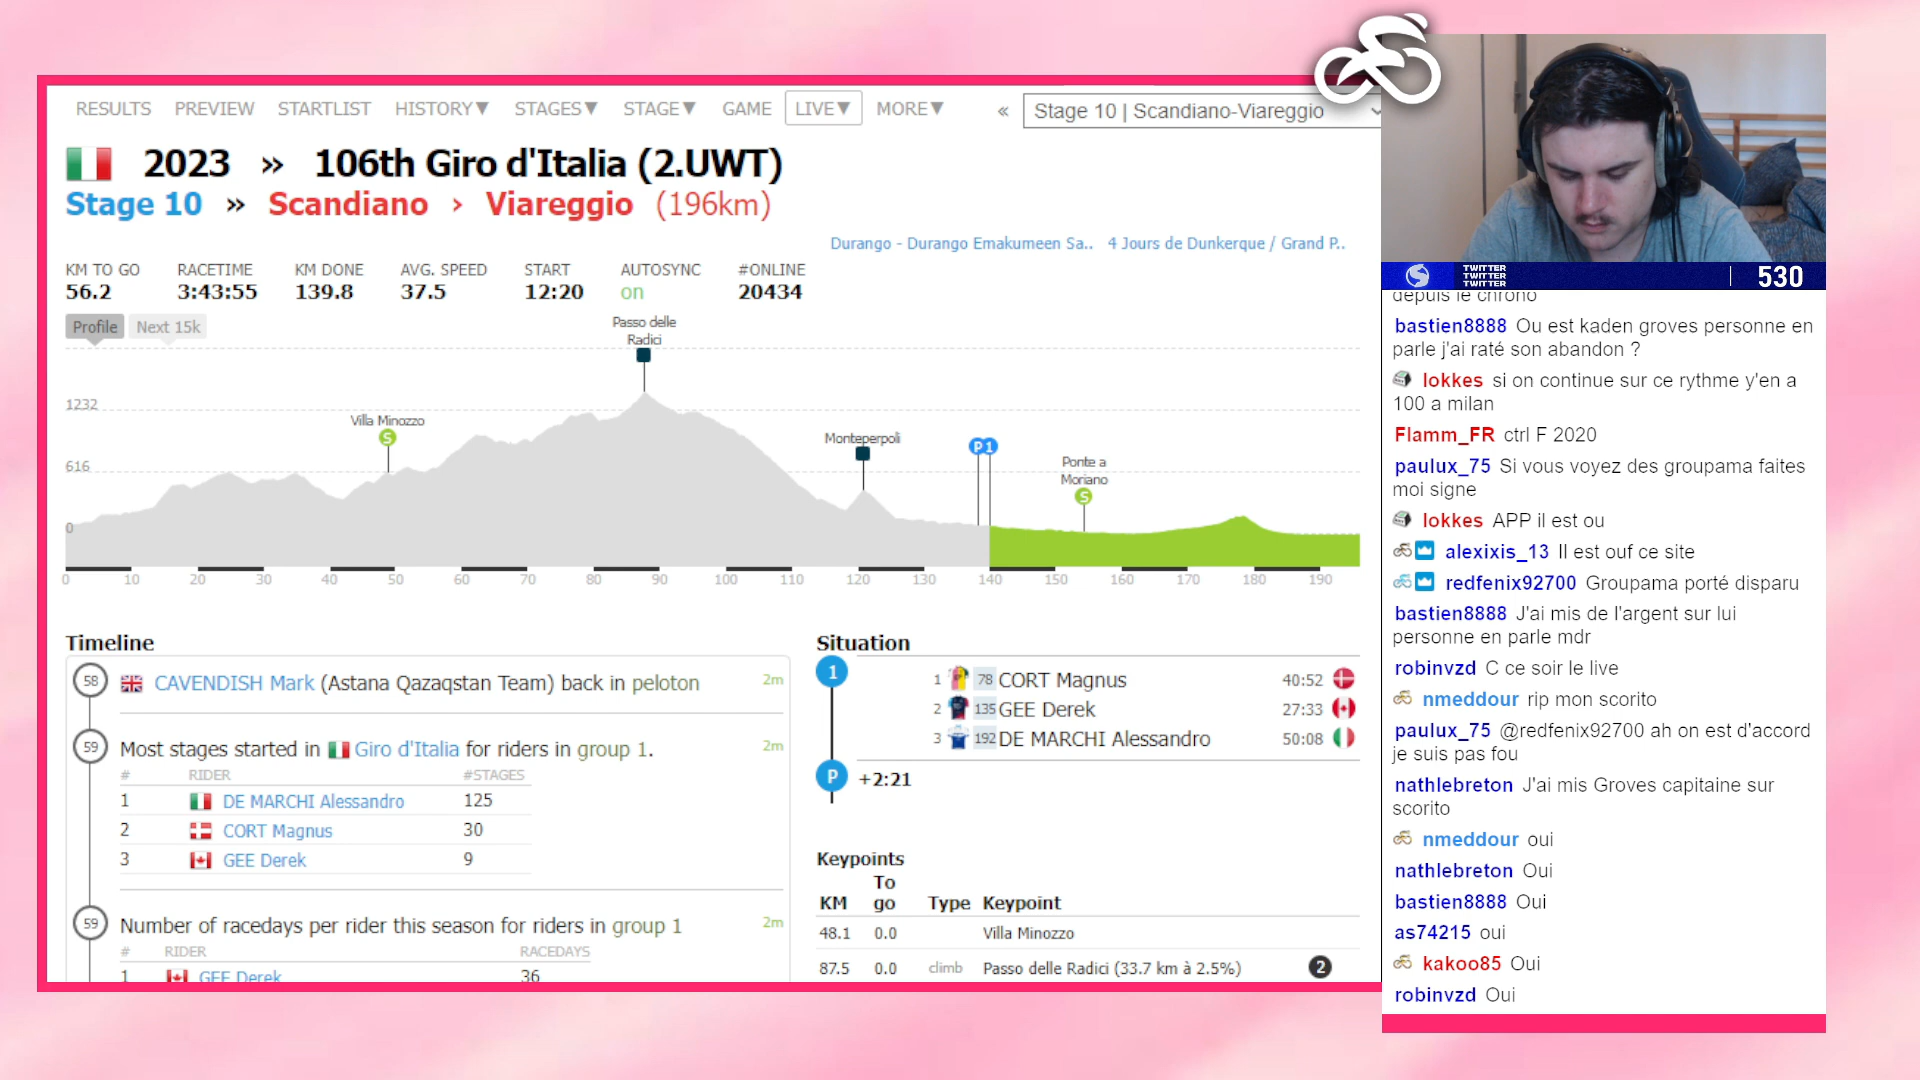 RESULTS PREVIEW STARTLIST HISTORY▼ STAGES▼ STAGE▼ GAME LIVE▼ MORE▼ « Stage 10 | Scandiano-Viareggio
2023 » 106th Giro d'Italia (2.UWT)
Stage 10 » Scandiano › Viareggio (196km)
Durango - Durango Emakumeen Sa.. 4 Jours de Dunkerque / Grand P..
KM TO GO RACETIME KM DONE AVG. SPEED START AUTOSYNC #ONLINE
56.2 3:43:55 139.8 37.5 12:20 on 20434
Profile Next 15k
Passo delle
Radici
1232
Villa Minozzo
S
Monteperpoli
P 1
616
Ponte a
Moriano
S
0
0 10 20 30 40 50 60 70 80 90 100 110 120 130 140 150 160 170 180 190
Timeline
58 CAVENDISH Mark (Astana Qazaqstan Team) back in peloton 2m
59 Most stages started in Giro d'Italia for riders in group 1. 2m
# RIDER #STAGES
1 DE MARCHI Alessandro 125
2 CORT Magnus 30
3 GEE Derek 9
59 Number of racedays per rider this season for riders in group 1 2m
# RIDER RACEDAYS
1 GEE Derek 36
Situation
1
1 78 CORT Magnus 40:52
2 135 GEE Derek 27:33
3 192 DE MARCHI Alessandro 50:08
P +2:21
Keypoints
KM To go Type Keypoint
48.1 0.0 Villa Minozzo
87.5 0.0 climb Passo delle Radici (33.7 km à 2.5%) 2
TWITTER
TWITTER
TWITTER
530
depuis le chrono
bastien8888 Ou est kaden groves personne en
parle j'ai raté son abandon ?
lokkes si on continue sur ce rythme y'en a
100 a milan
Flamm_FR ctrl F 2020
paulux_75 Si vous voyez des groupama faites
moi signe
lokkes APP il est ou
alexixis_13 Il est ouf ce site
redfenix92700 Groupama porté disparu
bastien8888 J'ai mis de l'argent sur lui
personne en parle mdr
robinvzd C ce soir le live
nmeddour rip mon scorito
paulux_75 @redfenix92700 ah on est d'accord
je suis pas fou
nathlebreton J'ai mis Groves capitaine sur
scorito
nmeddour oui
nathlebreton Oui
bastien8888 Oui
as74215 oui
kakoo85 Oui
robinvzd Oui